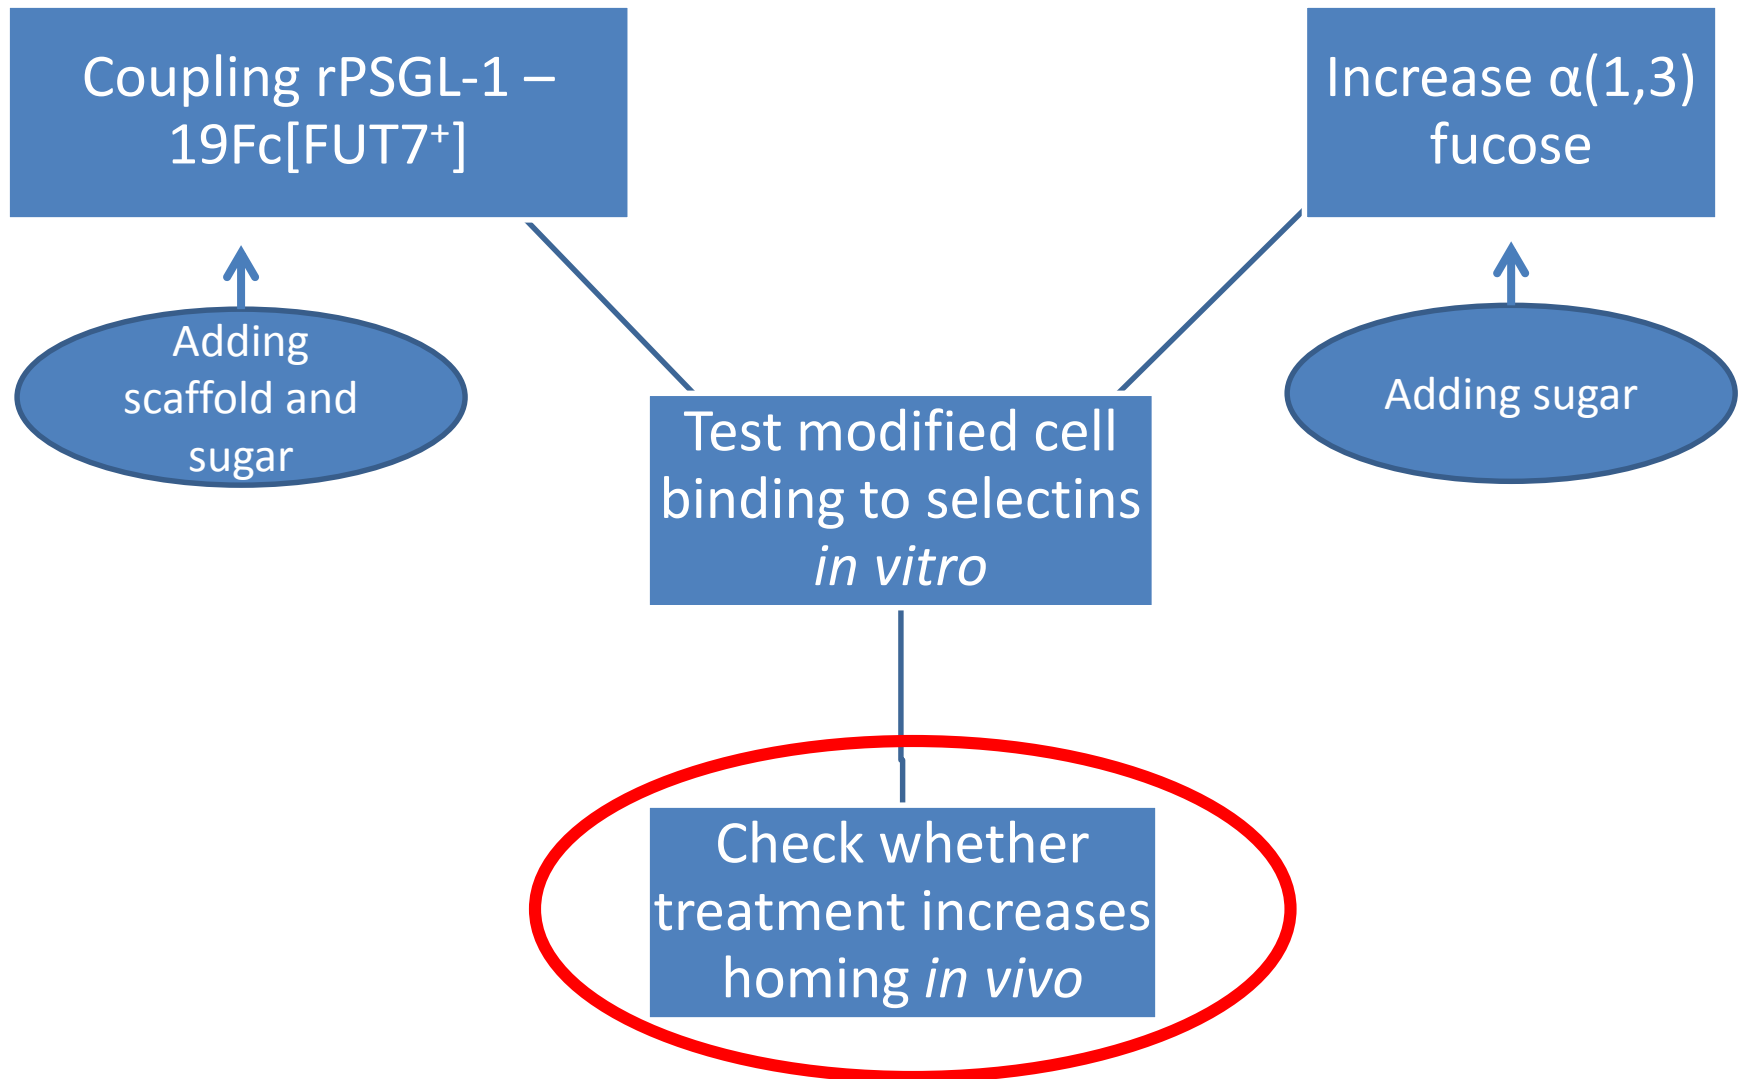 Coupling rPSGL-1 –
19Fc[FUT7⁺]
Increase α(1,3)
fucose
Adding
scaffold and
sugar
Adding sugar
Test modified cell
binding to selectins
in vitro
Check whether
treatment increases
homing in vivo